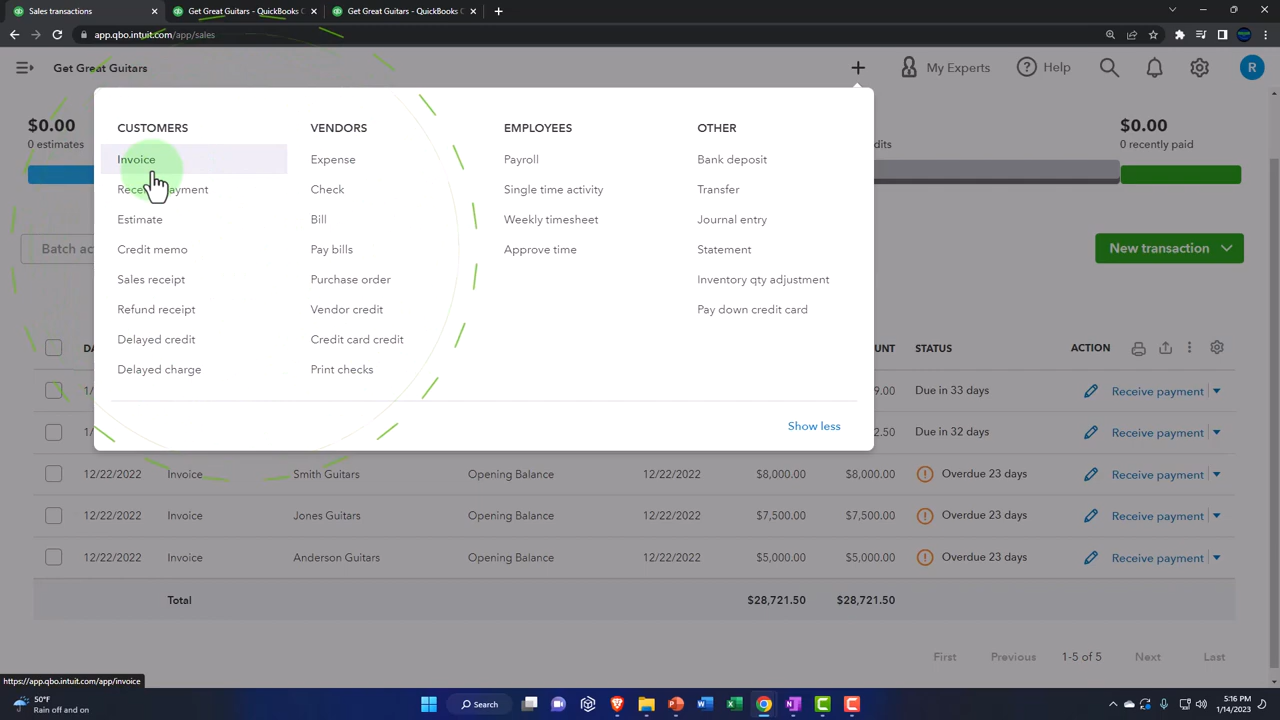 Sales transactions
Get Great Guitars - QuickBooks
Get Great Guitars - QuickBooks
app.qbo.intuit.com/app/sales
Get Great Guitars
My Experts
Help
R
$0.00
0 estimates
$0.00
0 recently paid
CUSTOMERS
Invoice
Estimate
Credit memo
Sales receipt
Refund receipt
Delayed credit
Delayed charge
VENDORS
Expense
Check
Bill
Pay bills
Purchase order
Vendor credit
Credit card credit
Print checks
EMPLOYEES
Payroll
Single time activity
Weekly timesheet
Approve time
OTHER
Bank deposit
Transfer
Journal entry
Statement
Inventory qty adjustment
Pay down credit card
Show less
New transaction
STATUS ACTION
Due in 33 days Receive payment
Due in 32 days Receive payment
12/22/2022 Invoice Smith Guitars Opening Balance 12/22/2022 $8,000.00 $8,000.00 Overdue 23 days Receive payment
12/22/2022 Invoice Jones Guitars Opening Balance 12/22/2022 $7,500.00 $7,500.00 Overdue 23 days Receive payment
12/22/2022 Invoice Anderson Guitars Opening Balance 12/22/2022 $5,000.00 $5,000.00 Overdue 23 days Receive payment
Total $28,721.50 $28,721.50
First Previous 1-5 of 5 Next Last
https://app.qbo.intuit.com/app/invoice
50°F
Rain off and on
Search
5:16 PM
1/14/2023